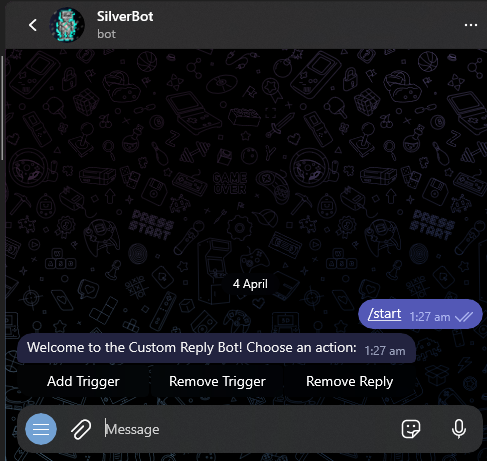 SilverBot
bot
GAME
OVER
PRESS
START
PRESS
START
4 April
/start 1:27 am
Welcome to the Custom Reply Bot! Choose an action: 1:27 am
Add Trigger Remove Trigger Remove Reply
Message